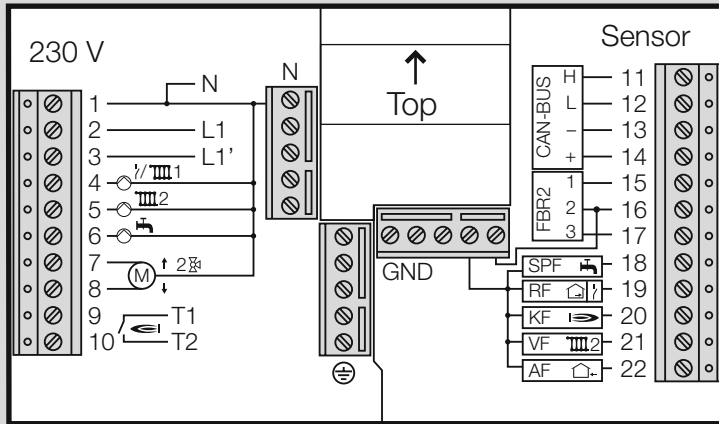 230 V
N
Top
Sensor
1 N
2 L1
3 L1’
4 1
5 2
6
7 M 2
8
9 T1
10 T2
GND
CAN-BUS
H 11
L 12
– 13
+ 14
FBR2
1 15
2 16
3 17
SPF 18
RF 19
KF 20
VF 2 21
AF 22